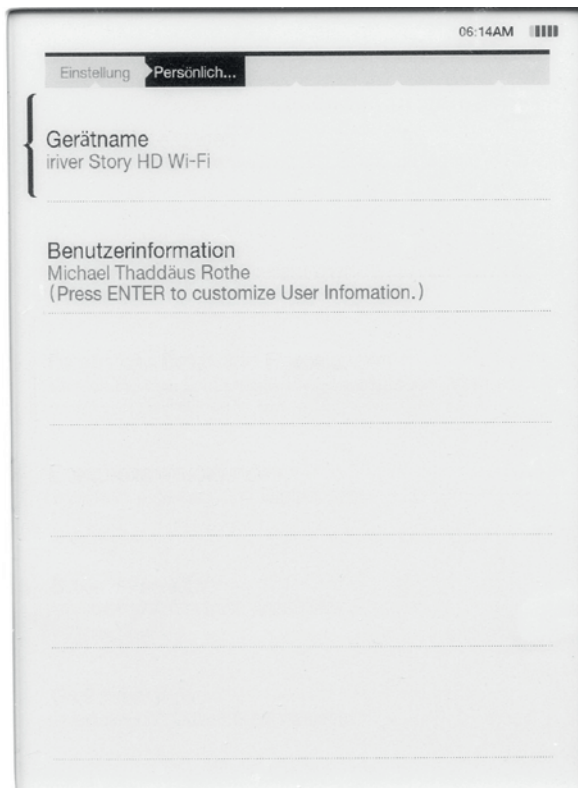 06:14AM
Einstellung Persönlich...
Gerätname
iriver Story HD Wi-Fi
Benutzerinformation
Michael Thaddäus Rothe
(Press ENTER to customize User Infomation.)